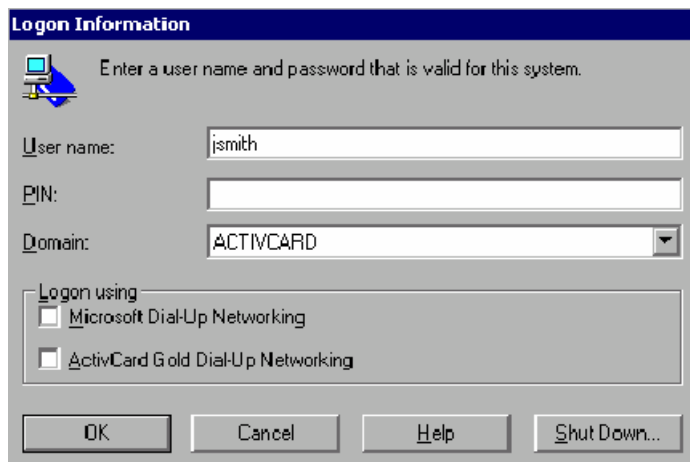 Logon Information
Enter a user name and password that is valid for this system.
User name: jsmith
PIN:
Domain: ACTIVCARD
Logon using
Microsoft Dial-Up Networking
ActivCard Gold Dial-Up Networking
OK Cancel Help Shut Down...